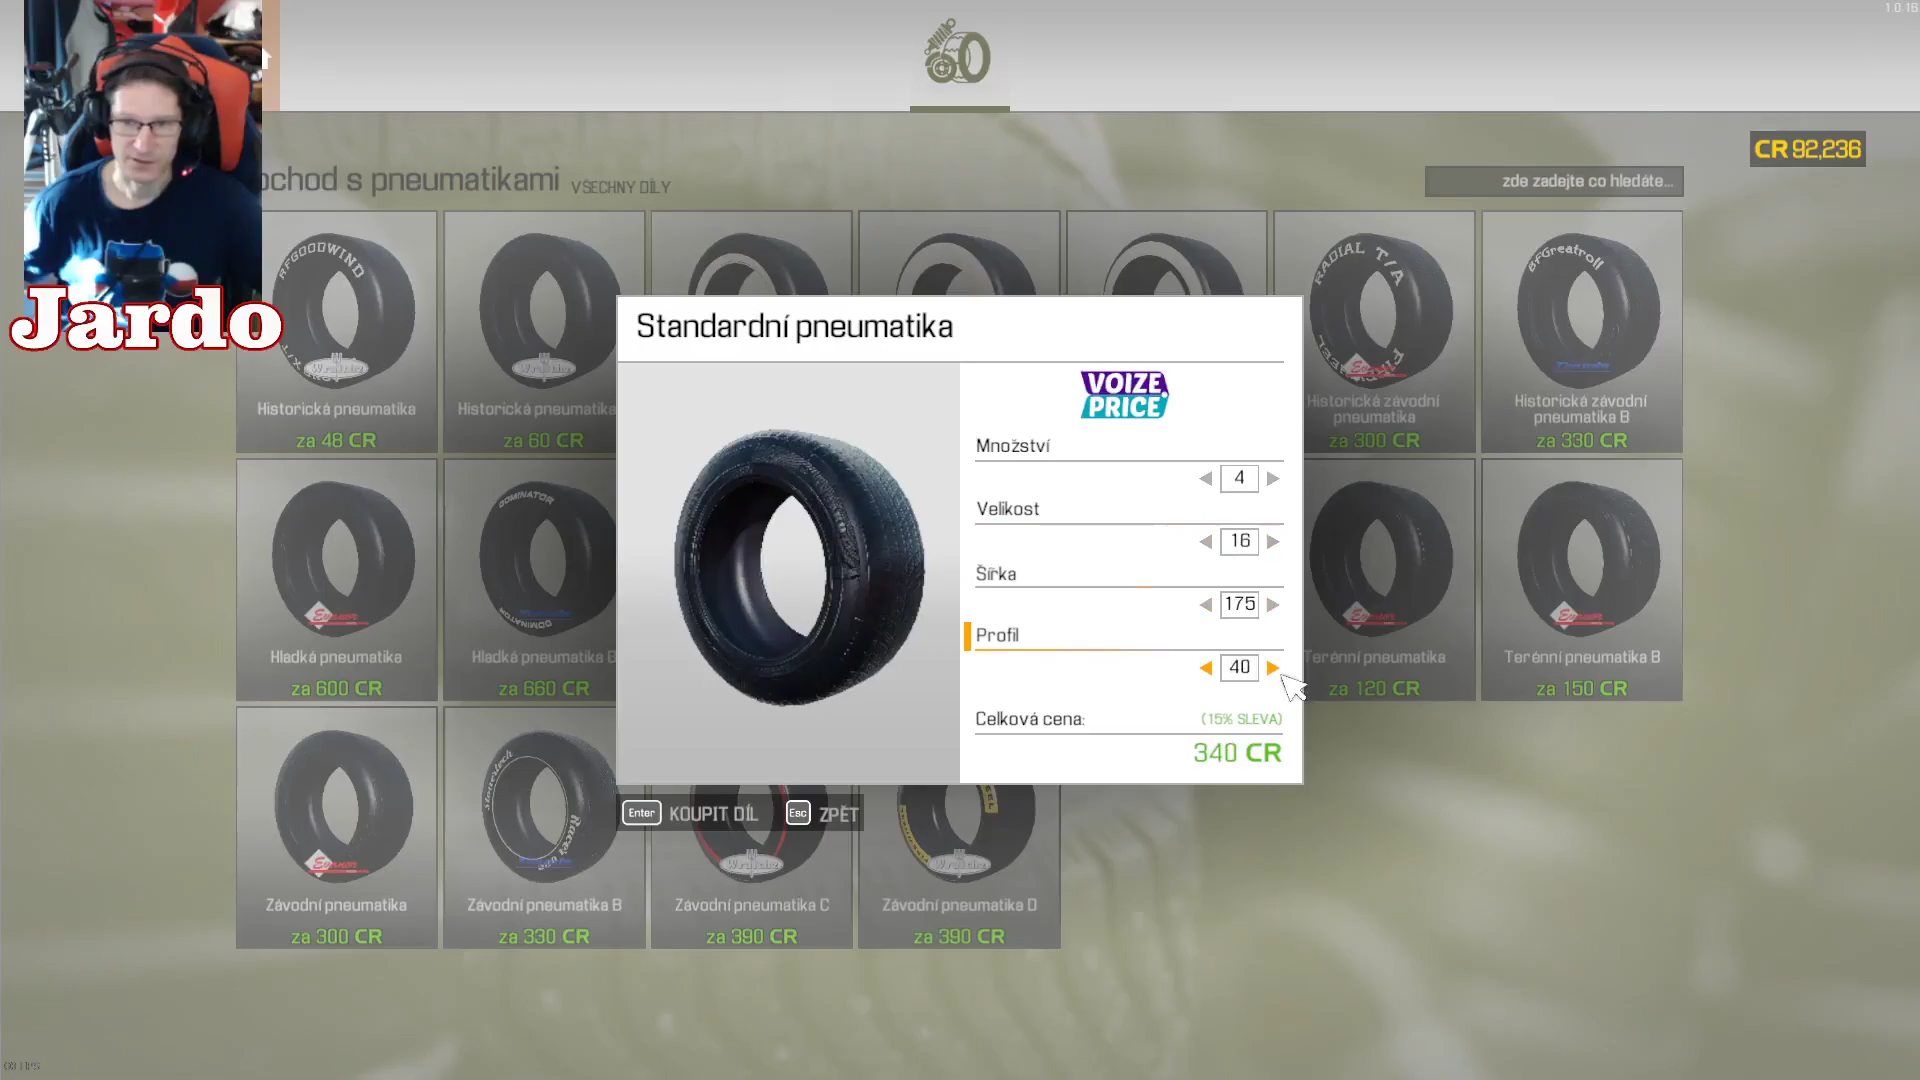 1.0.16
CR 92,236
bchod s pneumatikami VŠECHNY DÍLY
zde zadejte co hledáte...
Jardo
RFGOODWIND
RADIAL T/A
BFGreatroll
Historická pneumatika
za 48 CR
Historická pneumatika
za 60 CR
Historická závodní
pneumatika
za 300 CR
Historická závodní
pneumatika B
za 330 CR
Standardní pneumatika
VOIZE
PRICE
Množství
4
Velikost
16
Šířka
175
Profil
40
Celková cena:
(15% SLEVA)
340 CR
Enter KOUPIT DÍL Esc ZPĚT
DOMINATOR
Hladká pneumatika
za 600 CR
Hladká pneumatika B
za 660 CR
Terénní pneumatika
za 120 CR
Terénní pneumatika B
za 150 CR
Závodní pneumatika
za 300 CR
Závodní pneumatika B
za 330 CR
Závodní pneumatika C
za 390 CR
Závodní pneumatika D
za 390 CR